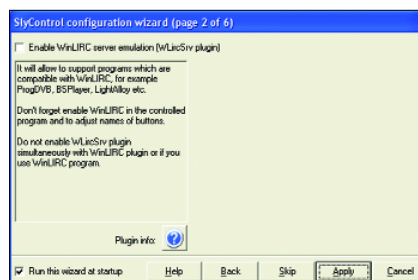 SlyControl configuration wizard (page 2 of 6)
Enable WinLIRC server emulation (WLircSrv plugin)
It will allow to support programs which are
compatible with WinLIRC, for example
ProgDVB, BSPlayer, LightAlloy etc.
Don't forget enable WinLIRC in the controlled
program and to adjust names of buttons.
Do not enable WLircSrv plugin
simultaneously with WinLIRC plugin or if you
use WinLIRC program.
Plugin info: ?
Run this wizard at startup Help Back Skip Apply Cancel